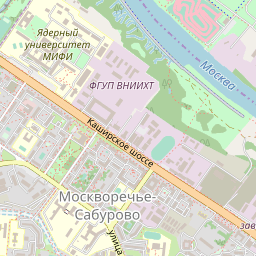 Ядерный
университет
МИФИ
Москва
ФГУП ВНИИХТ
Каширское шоссе
Москворечье-
Сабурово
улица
зав